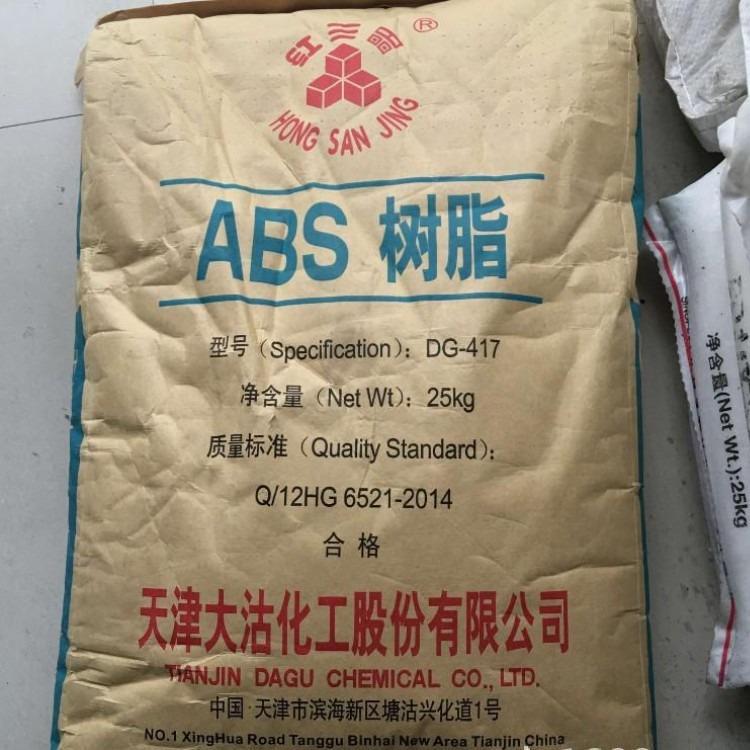 红三晶®
HONG SAN JING
ABS 树脂
型号（Specification）：DG-417
净含量（Net Wt）：25kg
质量标准（Quality Standard）：
Q/12HG 6521-2014
合格
天津大沽化工股份有限公司
TIANJIN DAGU CHEMICAL CO., LTD.
中国·天津市滨海新区塘沽兴化道1号
NO.1 XingHua Road Tanggu Binhai New Area Tianjin China
净含量(Net Wt.):25kg